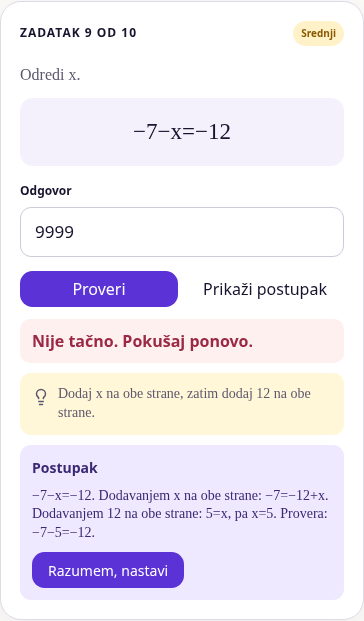 ZADATAK 9 OD 10
Srednji
Odredi x.
−7−x=−12
Odgovor
9999
Proveri
Prikaži postupak
Nije tačno. Pokušaj ponovo.
Dodaj x na obe strane, zatim dodaj 12 na obe
strane.
Postupak
−7−x=−12. Dodavanjem x na obe strane: −7=−12+x.
Dodavanjem 12 na obe strane: 5=x, pa x=5. Provera:
−7−5=−12.
Razumem, nastavi